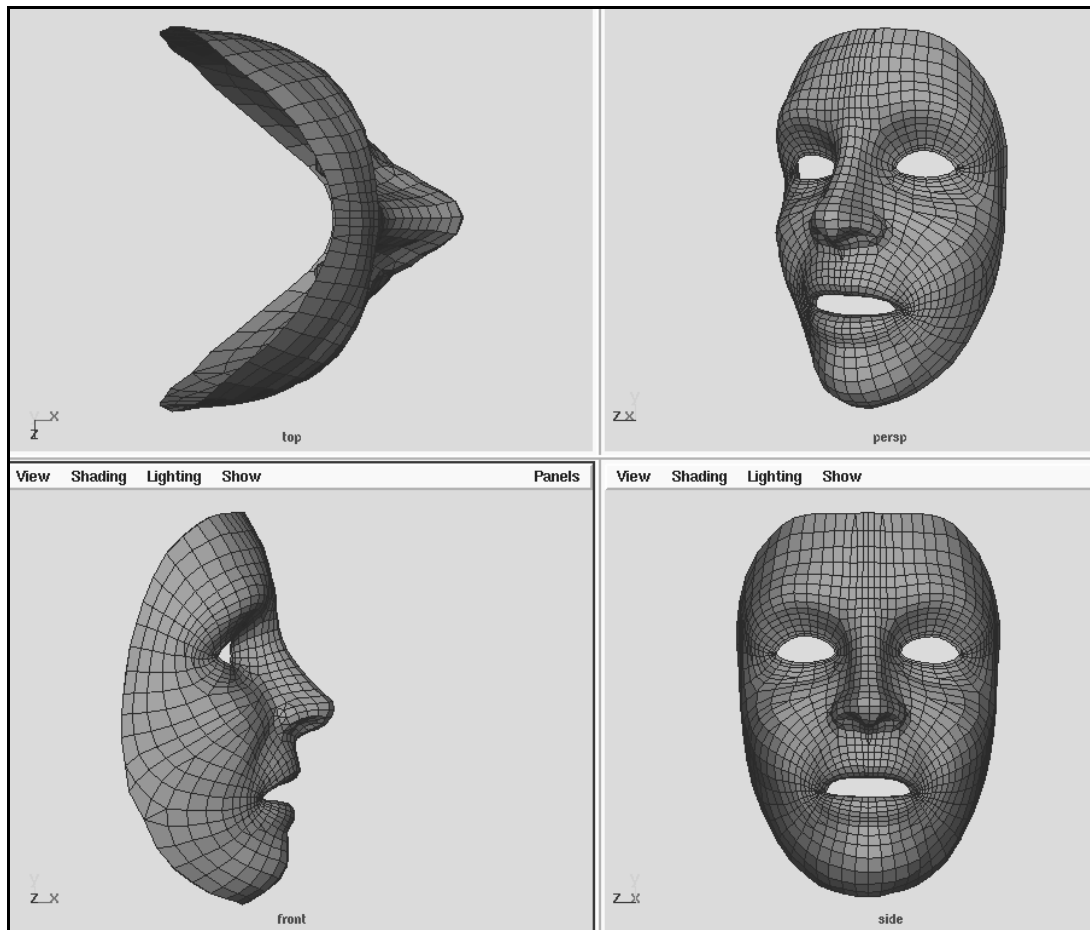 Y
X
Z
top
Y
Z X
persp
View Shading Lighting Show Panels
View Shading Lighting Show
Y
Z X
front
Y
Z X
side